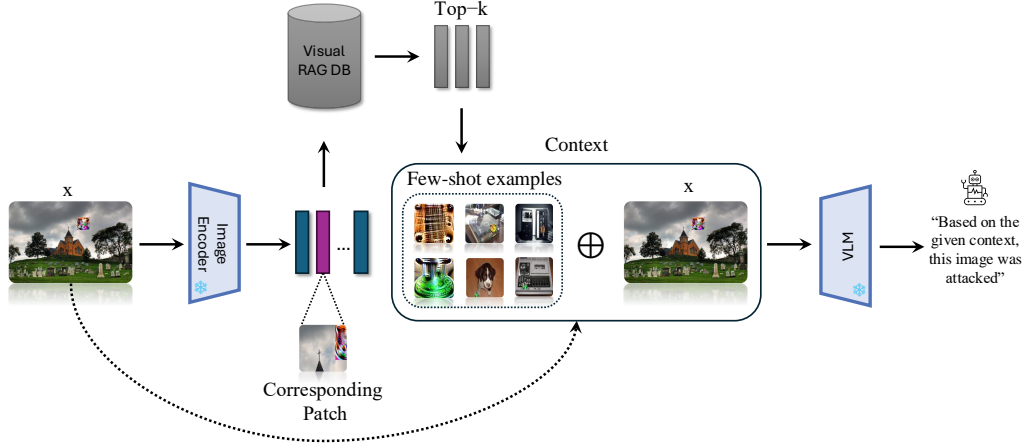 Top−k
Visual
RAG DB
Context
Few-shot examples
x
x
Image
Encoder
...
VLM
“Based on the
given context,
this image was
attacked”
Corresponding
Patch